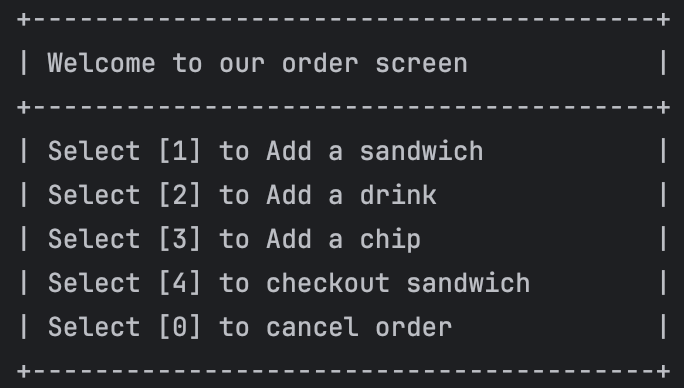 +----------------------------------------+
| Welcome to our order screen            |
+----------------------------------------+
| Select [1] to Add a sandwich           |
| Select [2] to Add a drink              |
| Select [3] to Add a chip               |
| Select [4] to checkout sandwich        |
| Select [0] to cancel order             |
+----------------------------------------+